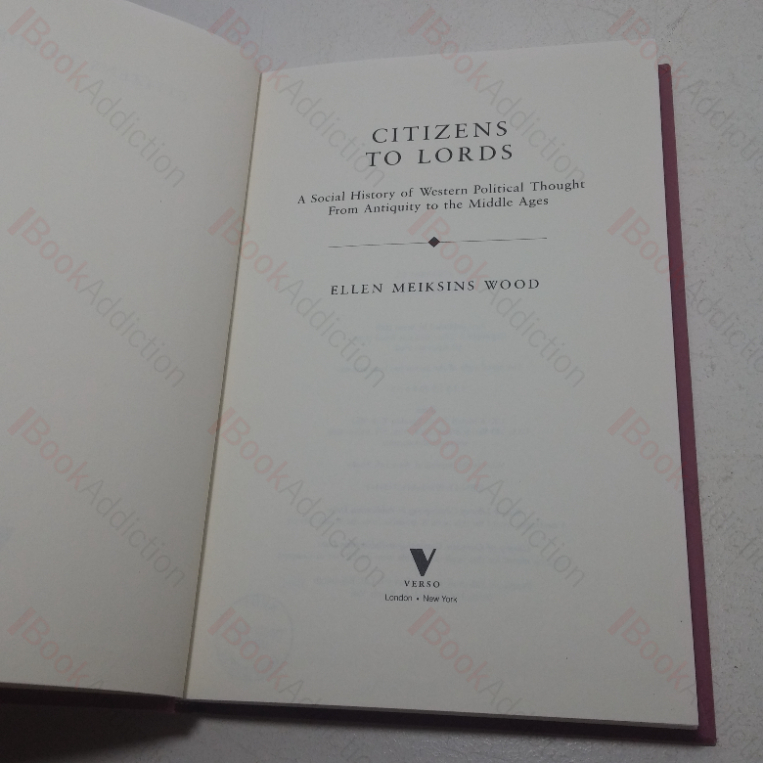 CITIZENS
TO LORDS
A Social History of Western Political Thought
From Antiquity to the Middle Ages
ELLEN MEIKSINS WOOD
V
VERSO
London • New York
BookAddiction